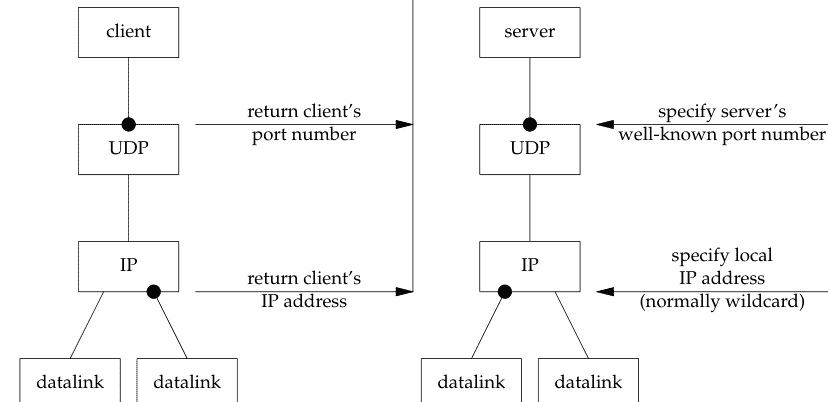 client
server
return client's
port number
specify server's
well-known port number
UDP
UDP
IP
IP
return client's
IP address
specify local
IP address
(normally wildcard)
datalink
datalink
datalink
datalink